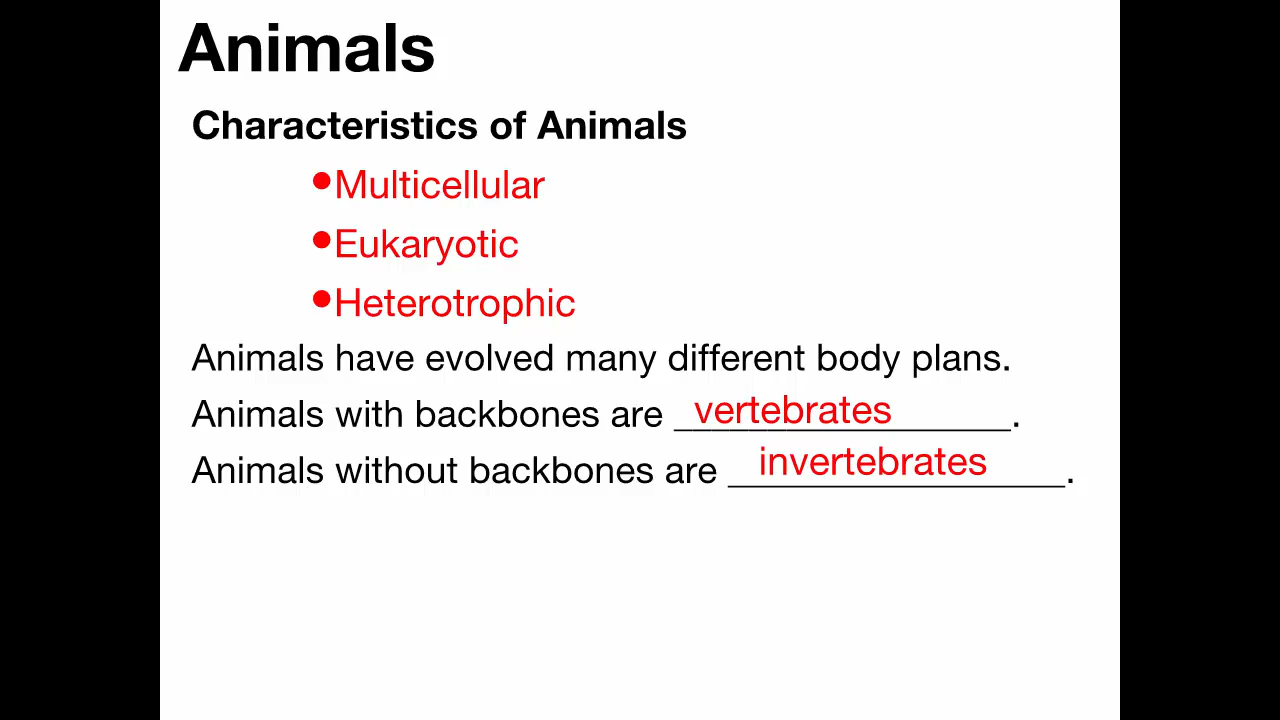 Animals
Characteristics of Animals
•Multicellular
•Eukaryotic
•Heterotrophic
Animals have evolved many different body plans.
Animals with backbones are vertebrates.
Animals without backbones are invertebrates.